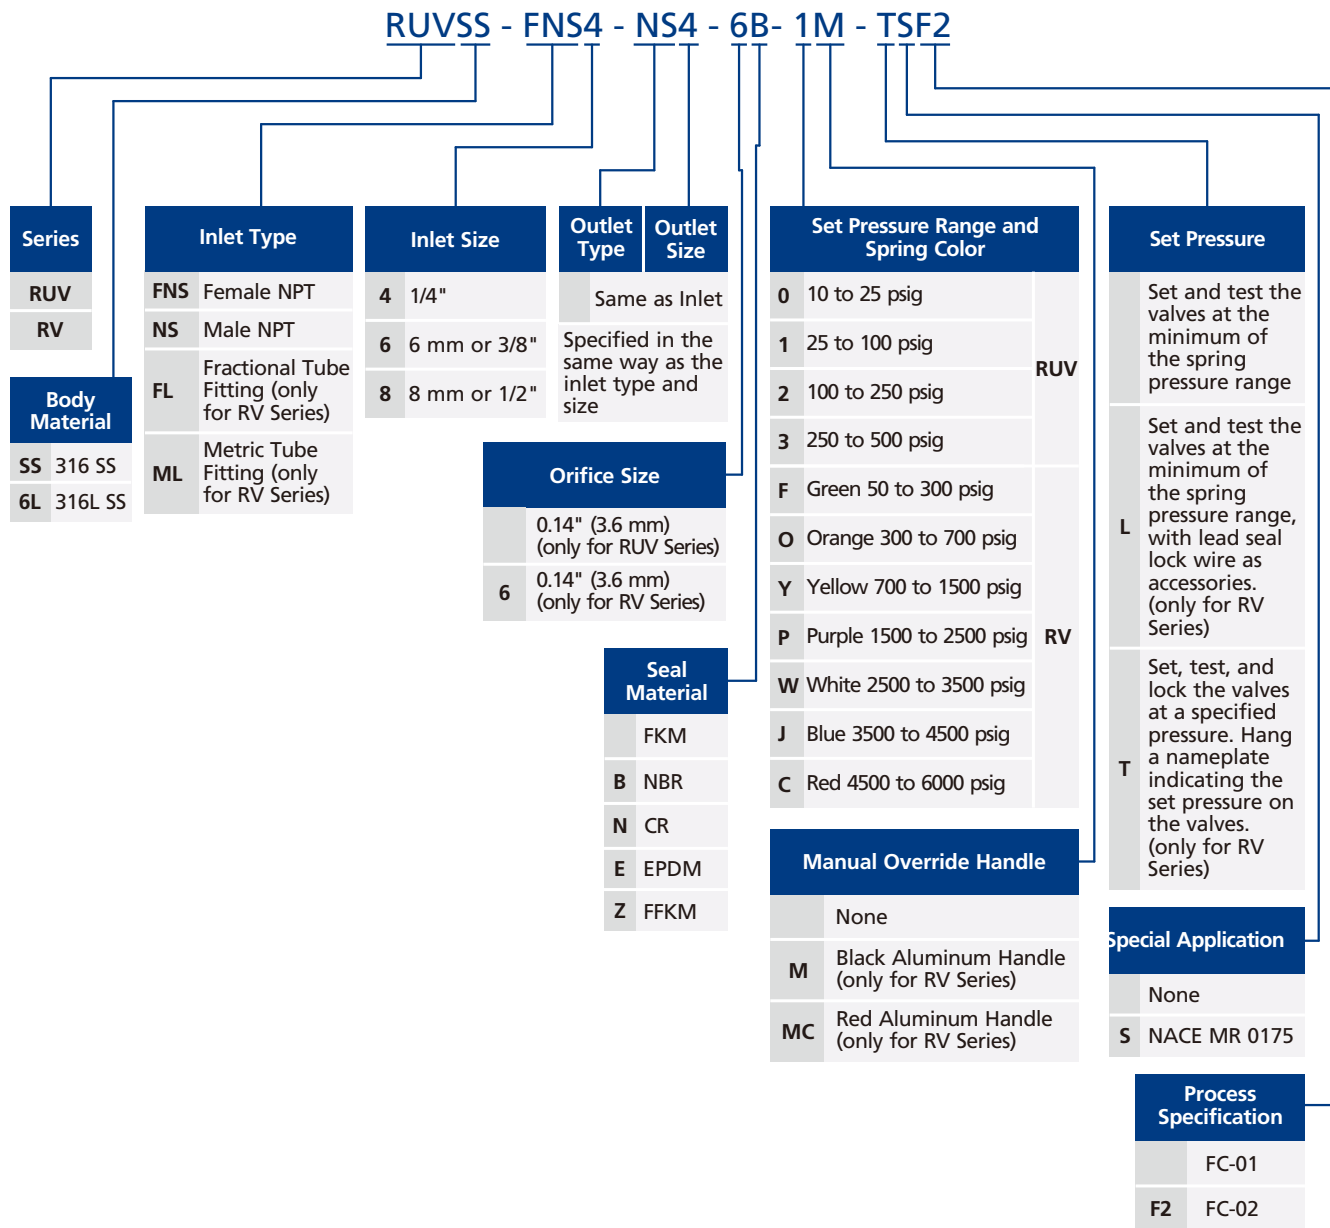 RUVSS - FNS4 - NS4 - 6B- 1M - TSF2
Series
RUV
RV
Body
Material
SS 316 SS
6L 316L SS
Inlet Type
FNS Female NPT
NS Male NPT
FL Fractional Tube
Fitting (only
for RV Series)
ML Metric Tube
Fitting (only
for RV Series)
Inlet Size
4 1/4"
6 6 mm or 3/8"
8 8 mm or 1/2"
Outlet
Type
Outlet
Size
Same as Inlet
Specified in the
same way as the
inlet type and
size
Orifice Size
0.14" (3.6 mm)
(only for RUV Series)
6 0.14" (3.6 mm)
(only for RV Series)
Seal
Material
FKM
B NBR
N CR
E EPDM
Z FFKM
Set Pressure Range and
Spring Color
0 10 to 25 psig
1 25 to 100 psig
2 100 to 250 psig
3 250 to 500 psig
RUV
F Green 50 to 300 psig
O Orange 300 to 700 psig
Y Yellow 700 to 1500 psig
P Purple 1500 to 2500 psig
W White 2500 to 3500 psig
J Blue 3500 to 4500 psig
C Red 4500 to 6000 psig
RV
Manual Override Handle
None
M Black Aluminum Handle
(only for RV Series)
MC Red Aluminum Handle
(only for RV Series)
Set Pressure
Set and test the
valves at the
minimum of
the spring
pressure range
L Set and test the
valves at the
minimum of
the spring
pressure range,
with lead seal
lock wire as
accessories.
(only for RV
Series)
T Set, test, and
lock the valves
at a specified
pressure. Hang
a nameplate
indicating the
set pressure on
the valves.
(only for RV
Series)
Special Application
None
S NACE MR 0175
Process
Specification
FC-01
F2 FC-02